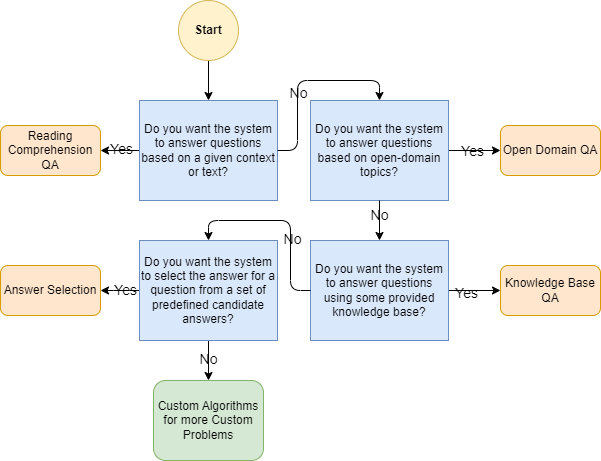 Start
No
Do you want the system
to answer questions
based on a given context
or text?
Do you want the system
to answer questions
based on open-domain
topics?
Reading
Comprehension
QA
Yes
Yes
Open Domain QA
No
No
Do you want the system
to select the answer for a
question from a set of
predefined candidate
answers?
Do you want the system
to answer questions
using some provided
knowledge base?
Answer Selection
Yes
Yes
Knowledge Base
QA
No
Custom Algorithms
for more Custom
Problems